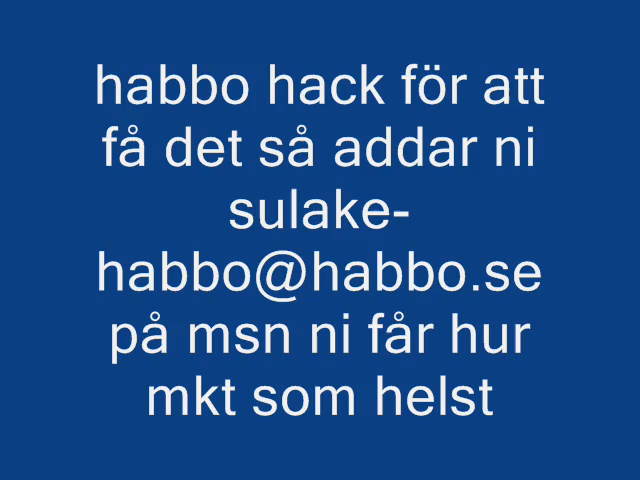 habbo hack för att
få det så addar ni
sulake-
habbo@habbo.se
på msn ni får hur
mkt som helst